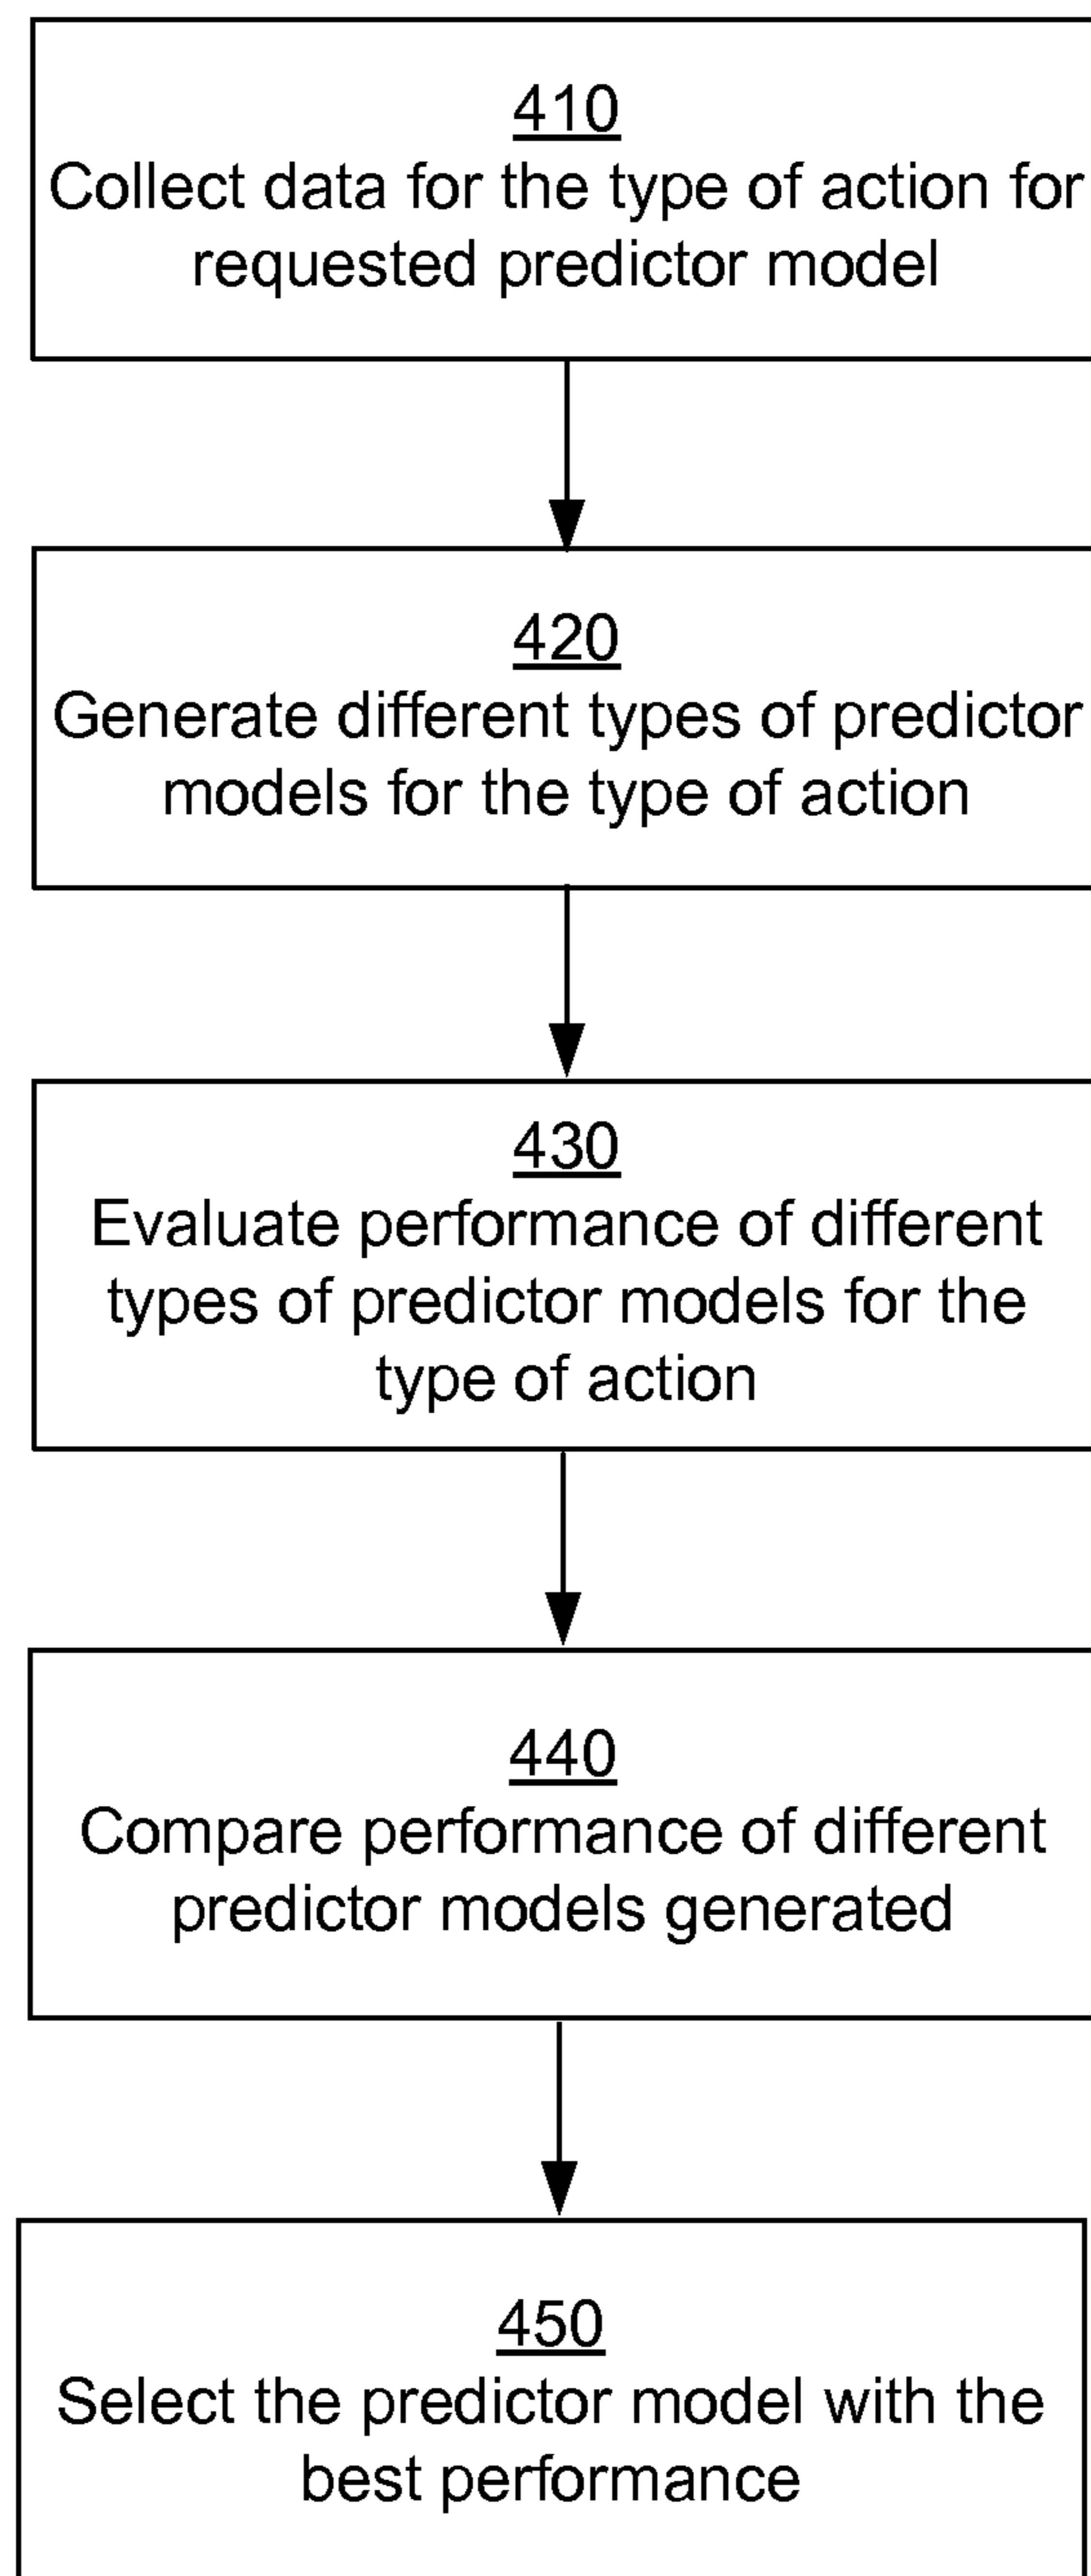 410
Collect data for the type of action for
requested predictor model
420
Generate different types of predictor
models for the type of action
430
Evaluate performance of different
types of predictor models for the
type of action
440
Compare performance of different
predictor models generated
450
Select the predictor model with the
best performance